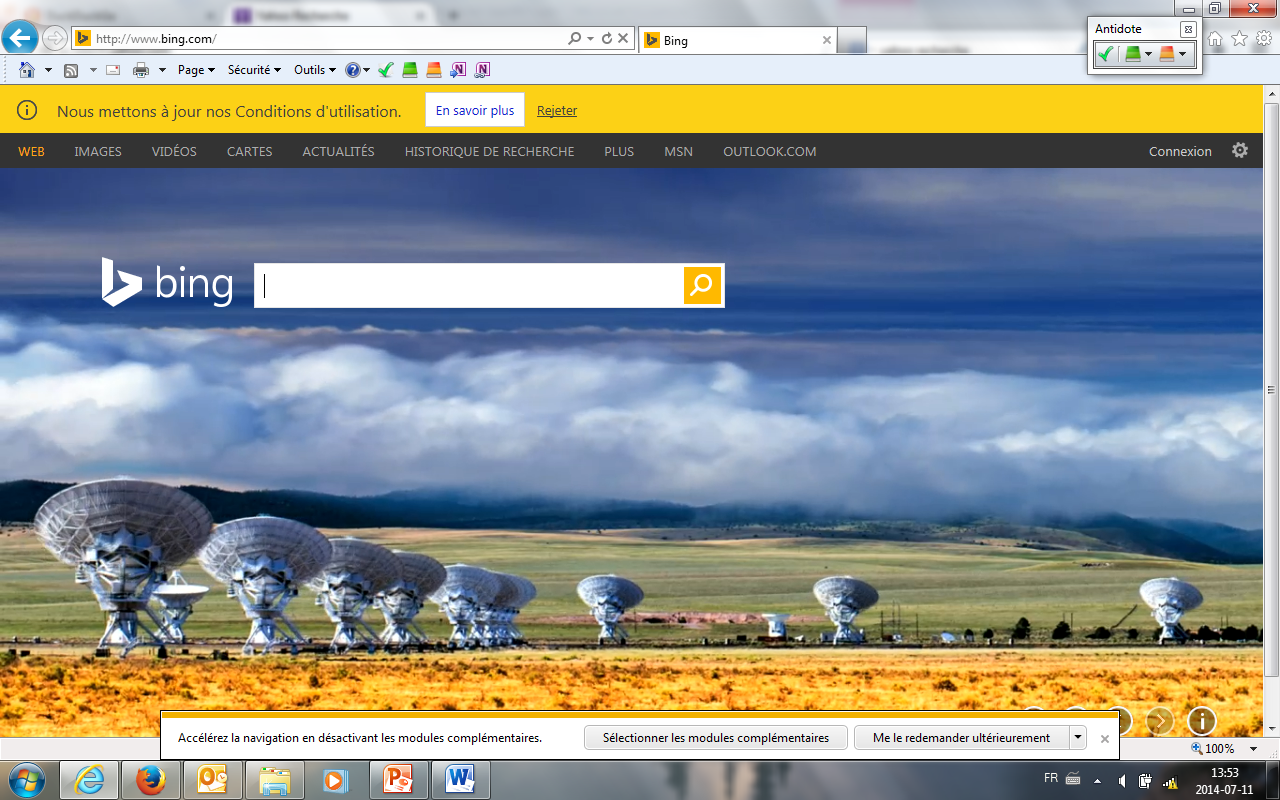 http://www.bing.com/
Bing
Antidote
Page
Sécurité
Outils
Nous mettons à jour nos Conditions d'utilisation.
En savoir plus
Rejeter
WEB
IMAGES
VIDÉOS
CARTES
ACTUALITÉS
HISTORIQUE DE RECHERCHE
PLUS
MSN
OUTLOOK.COM
Connexion
bing
Accélérez la navigation en désactivant les modules complémentaires.
Sélectionner les modules complémentaires
Me le redemander ultérieurement
100%
FR
13:53
2014-07-11